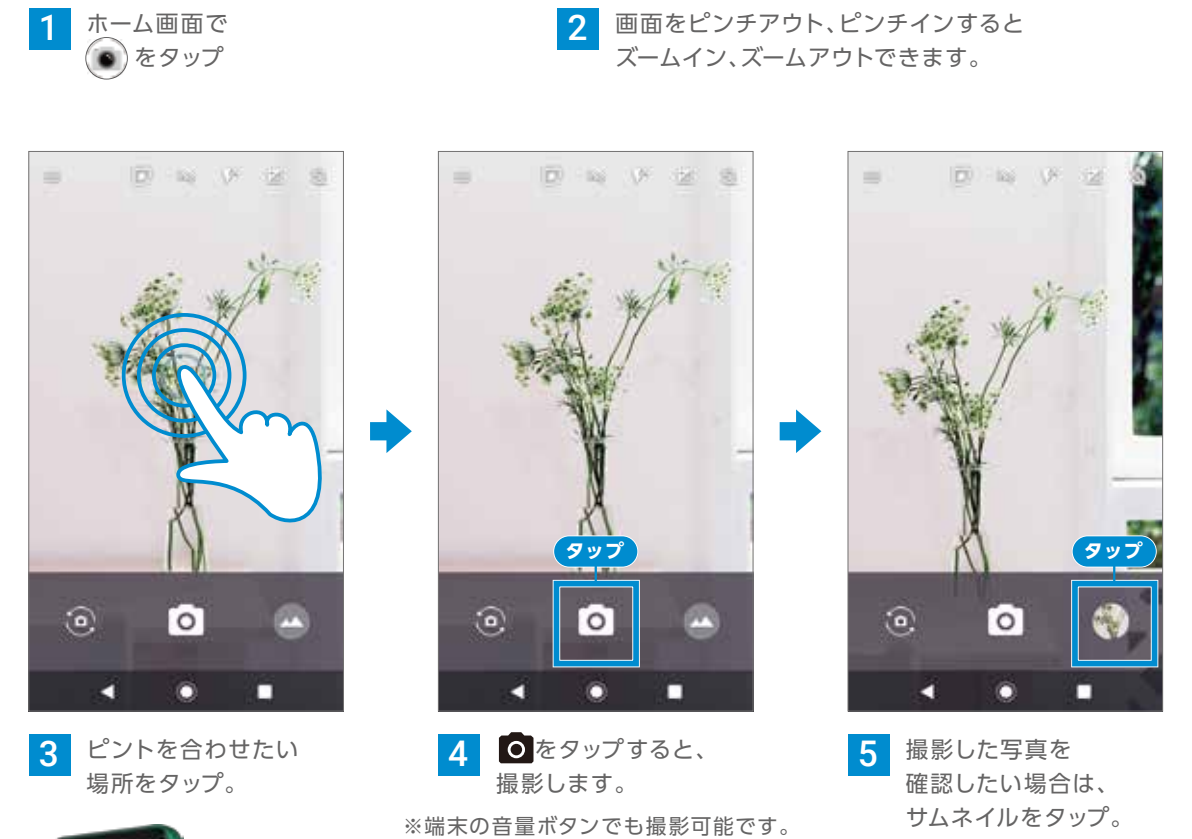 1
ホーム画面で
をタップ
2
画面をピンチアウト、ピンチインすると
ズームイン、ズームアウトできます。
タップ
タップ
3
ピントを合わせたい
場所をタップ。
4
をタップすると、
撮影します。
※端末の音量ボタンでも撮影可能です。
5
撮影した写真を
確認したい場合は、
サムネイルをタップ。